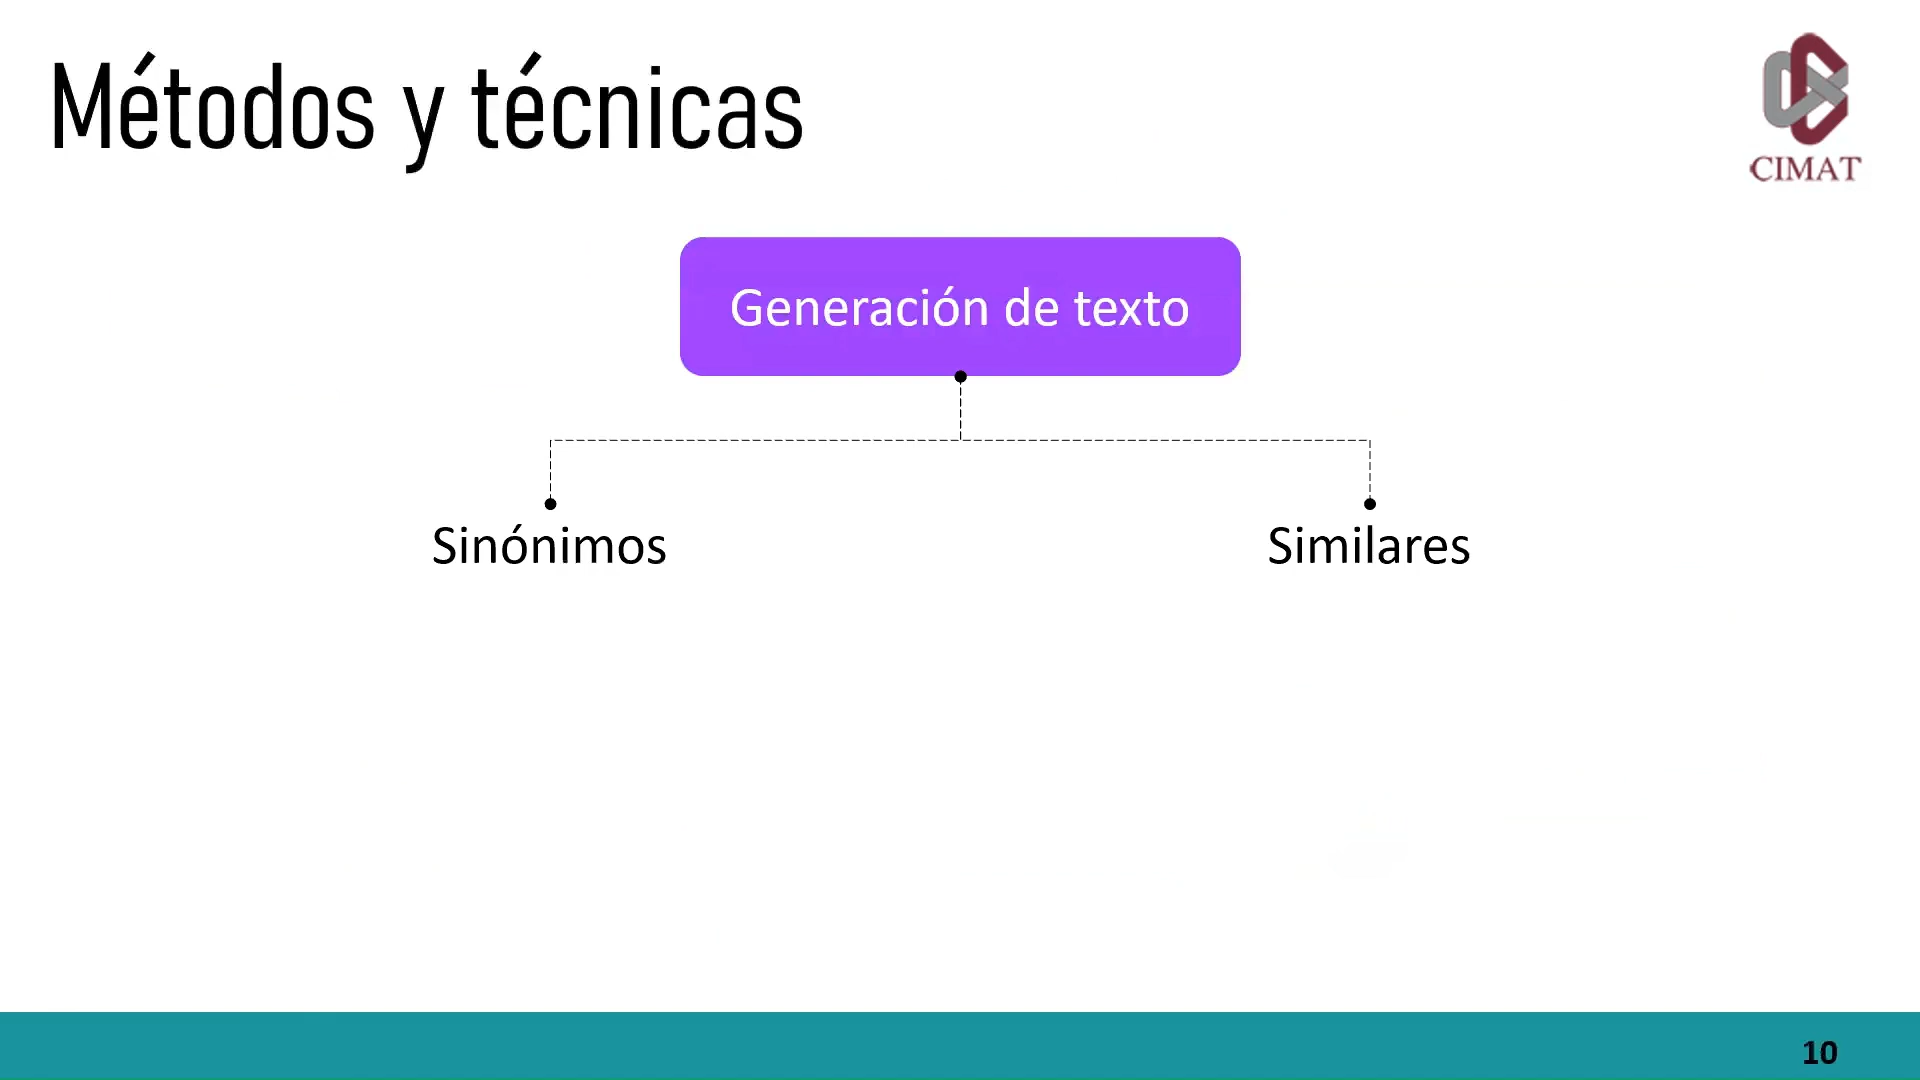 Métodos y técnicas
CIMAT
Generación de texto
Sinónimos
Similares
10